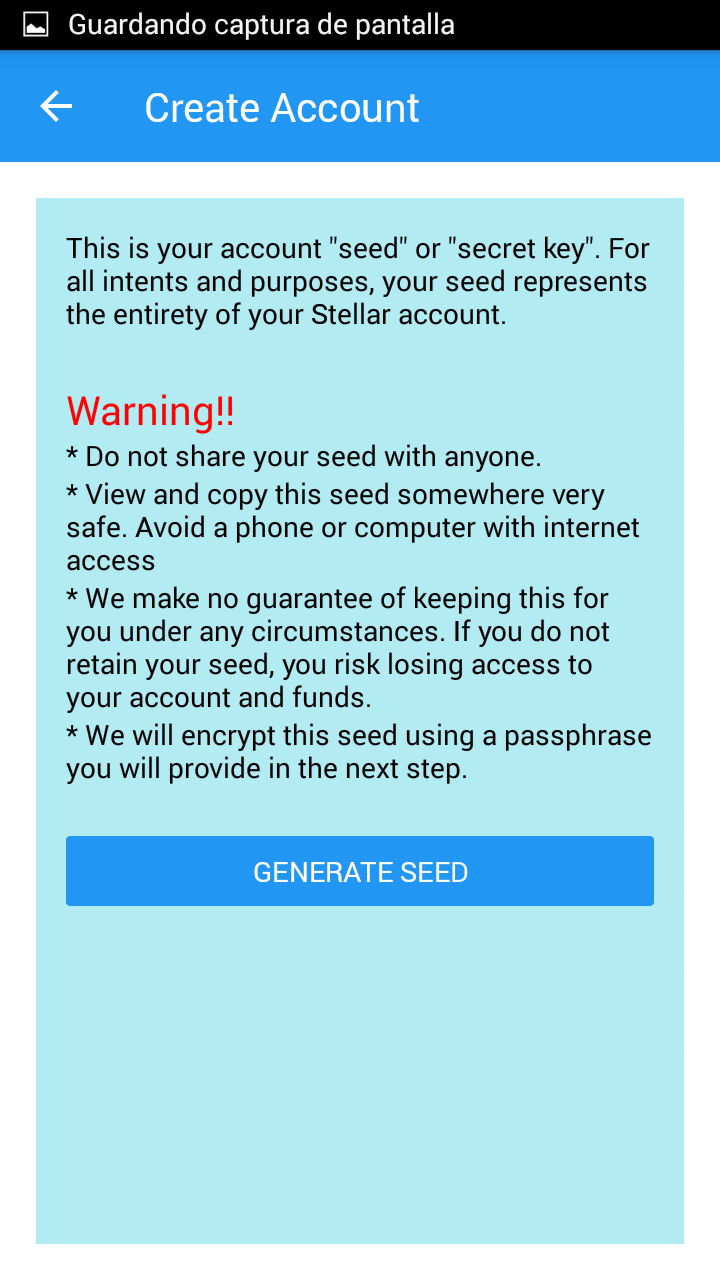 Guardando captura de pantalla
Create Account
This is your account "seed" or "secret key". For
all intents and purposes, your seed represents
the entirety of your Stellar account.
Warning!!
* Do not share your seed with anyone.
* View and copy this seed somewhere very
safe. Avoid a phone or computer with internet
access
* We make no guarantee of keeping this for
you under any circumstances. If you do not
retain your seed, you risk losing access to
your account and funds.
* We will encrypt this seed using a passphrase
you will provide in the next step.
GENERATE SEED